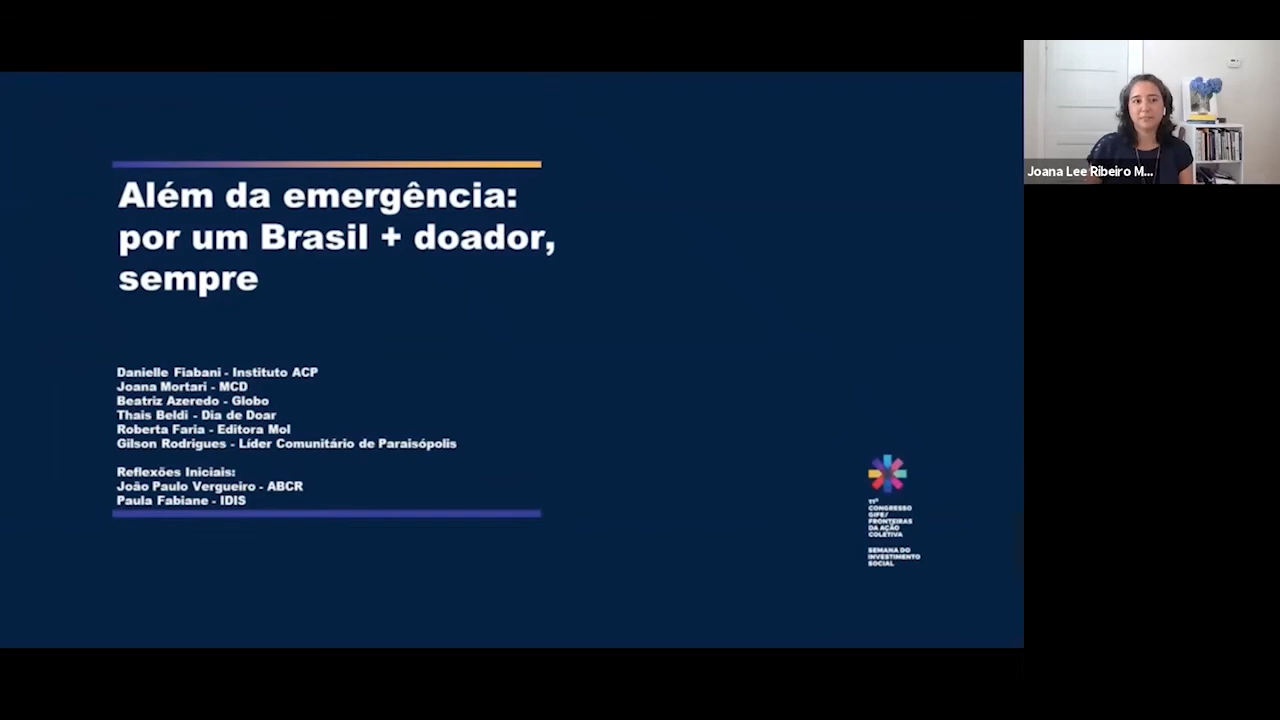 Além da emergência:
por um Brasil + doador,
sempre
Danielle Fiabani - Instituto ACP
Joana Mortari - MCD
Beatriz Azeredo - Globo
Thais Beldi - Dia de Doar
Roberta Faria - Editora Mol
Gilson Rodrigues - Líder Comunitário de Paraisópolis
Reflexões Iniciais:
João Paulo Vergueiro - ABCR
Paula Fabiane - IDIS
11º
CONGRESSO
GIFE/
FRONTEIRAS
DA AÇÃO
COLETIVA
SEMANA DO
INVESTIMENTO
SOCIAL
Joana Lee Ribeiro M...